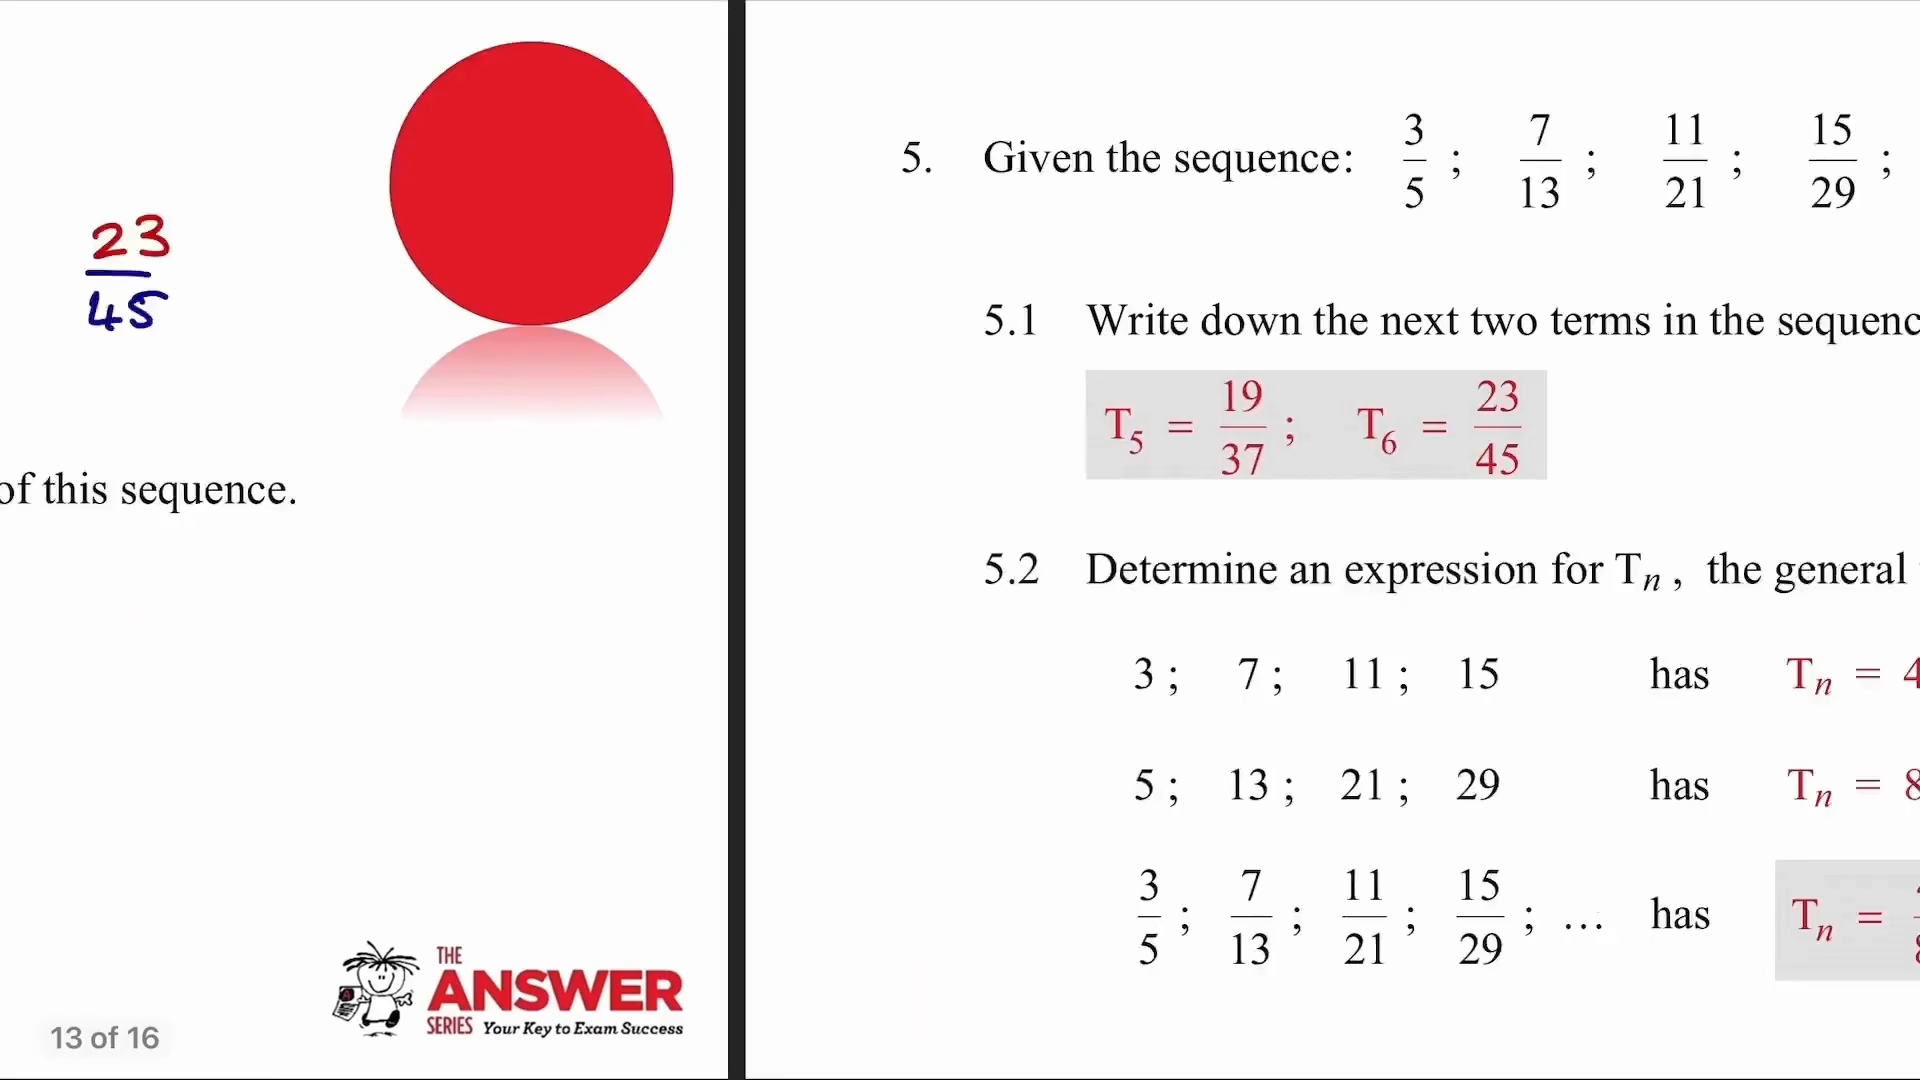 23
45
of this sequence.
13 of 16
THE
ANSWER
SERIES Your Key to Exam Success
5. Given the sequence: 3/5 ; 7/13 ; 11/21 ; 15/29 ;
5.1 Write down the next two terms in the sequenc
T5 = 19/37 ; T6 = 23/45
5.2 Determine an expression for Tn , the general
3 ; 7 ; 11 ; 15 has Tn = 4
5 ; 13 ; 21 ; 29 has Tn = 8
3/5 ; 7/13 ; 11/21 ; 15/29 ; ... has Tn =